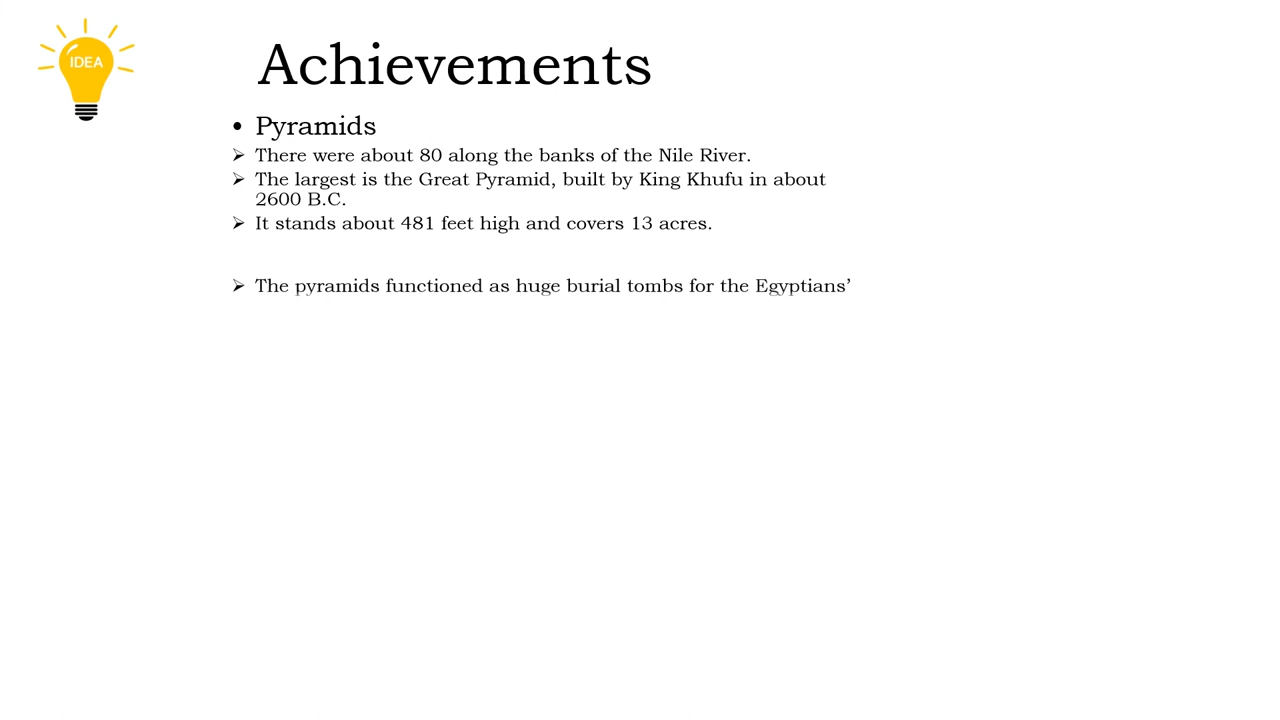 IDEA
Achievements
• Pyramids
➢ There were about 80 along the banks of the Nile River.
➢ The largest is the Great Pyramid, built by King Khufu in about
2600 B.C.
➢ It stands about 481 feet high and covers 13 acres.
➢ The pyramids functioned as huge burial tombs for the Egyptians’